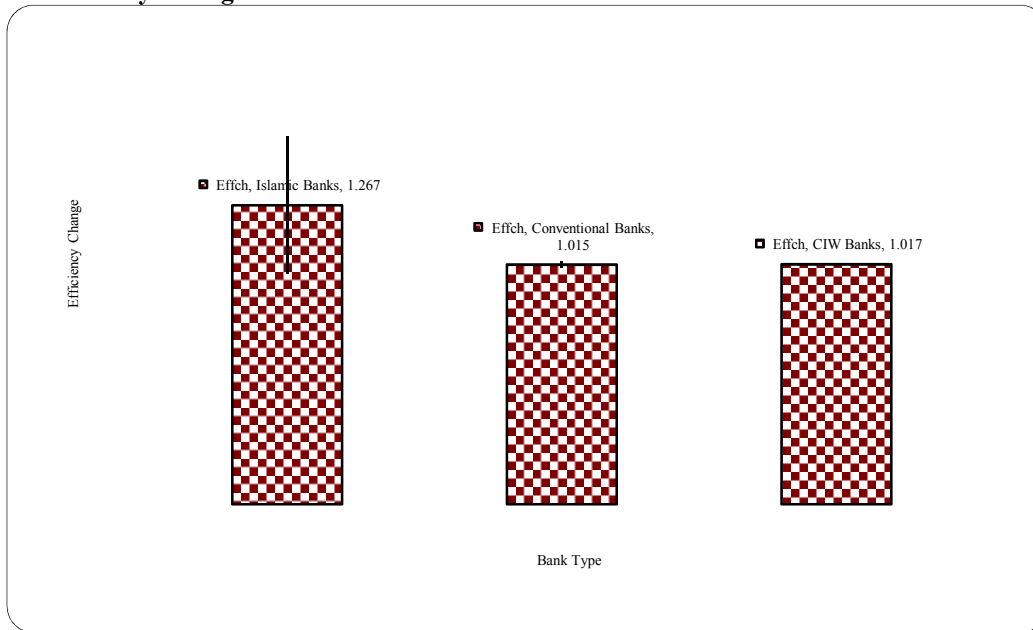 Effch, Islamic Banks, 1.267
Effch, Conventional Banks,
1.015
Effch, CIW Banks, 1.017
Efficiency Change
Bank Type